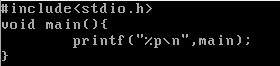 #include<stdio.h>
void main(){
        printf("%p\n",main);
}